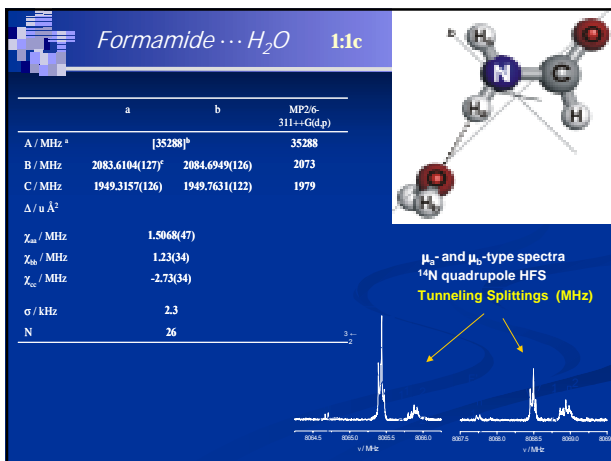 Formamide ··· H₂O 1:1c
a b MP2/6-311++G(d,p)
A / MHz ᵃ [35288]ᵇ 35288
B / MHz 2083.6104(127)ᶜ 2084.6949(126) 2073
C / MHz 1949.3157(126) 1949.7631(122) 1979
Δ / u Å²
χaa / MHz 1.5068(47)
χbb / MHz 1.23(34)
χcc / MHz -2.73(34)
σ / kHz 2.3
N 26
b
H
O
N
C
H
H
O
H
μa- and μb-type spectra
¹⁴N quadrupole HFS
Tunneling Splittings (MHz)
3 ←
2
8064.5 8065.0 8065.5 8066.0
ν / MHz
8067.5 8068.0 8068.5 8069.0
ν / MHz